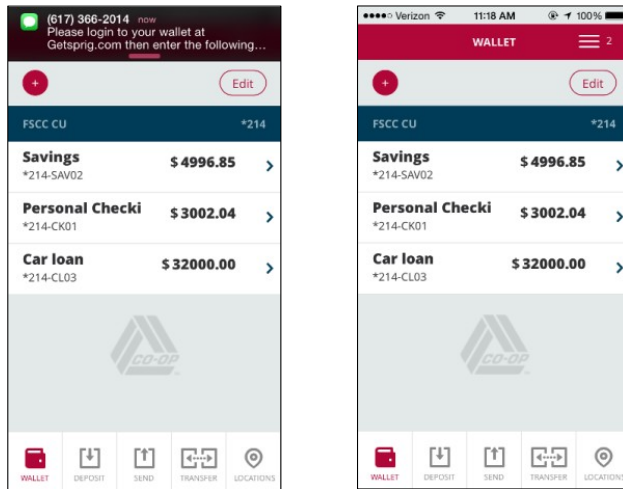 (617) 366-2014 now
Please login to your wallet at
Getsprig.com then enter the following...
+ Edit
FSCC CU *214
Savings $4996.85
*214-SAV02
Personal Checki $3002.04
*214-CK01
Car loan $32000.00
*214-CL03
CO-OP
WALLET DEPOSIT SEND TRANSFER LOCATIONS
Verizon 11:18 AM 100%
WALLET 2
+ Edit
FSCC CU *214
Savings $4996.85
*214-SAV02
Personal Checki $3002.04
*214-CK01
Car loan $32000.00
*214-CL03
CO-OP
WALLET DEPOSIT SEND TRANSFER LOCATIONS